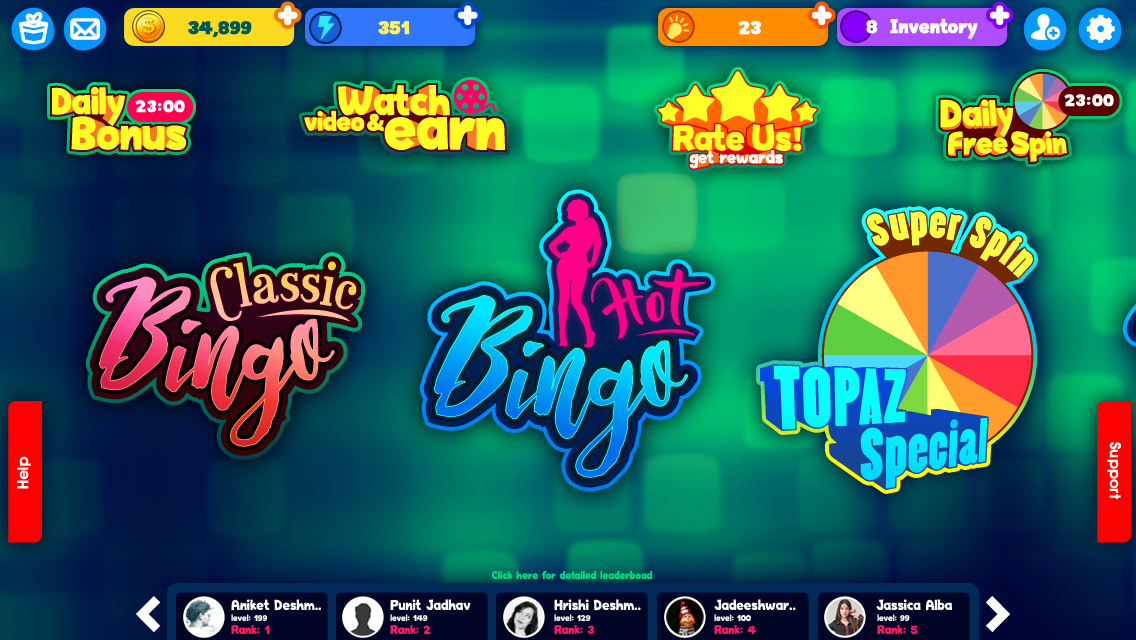 34,899
351
23
8 Inventory
Daily 23:00
Bonus
Watch
video & earn
Rate Us!
get rewards
Daily 23:00
Free Spin
Classic
Bingo
Hot
Bingo
Super Spin
TOPAZ
Special
Help
Support
Click here for detailed leaderboad
Aniket Deshm..
level: 199
Rank: 1
Punit Jadhav
level: 149
Rank: 2
Hrishi Deshm..
level: 129
Rank: 3
Jadeeshwar..
level: 100
Rank: 4
Jassica Alba
level: 99
Rank: 5